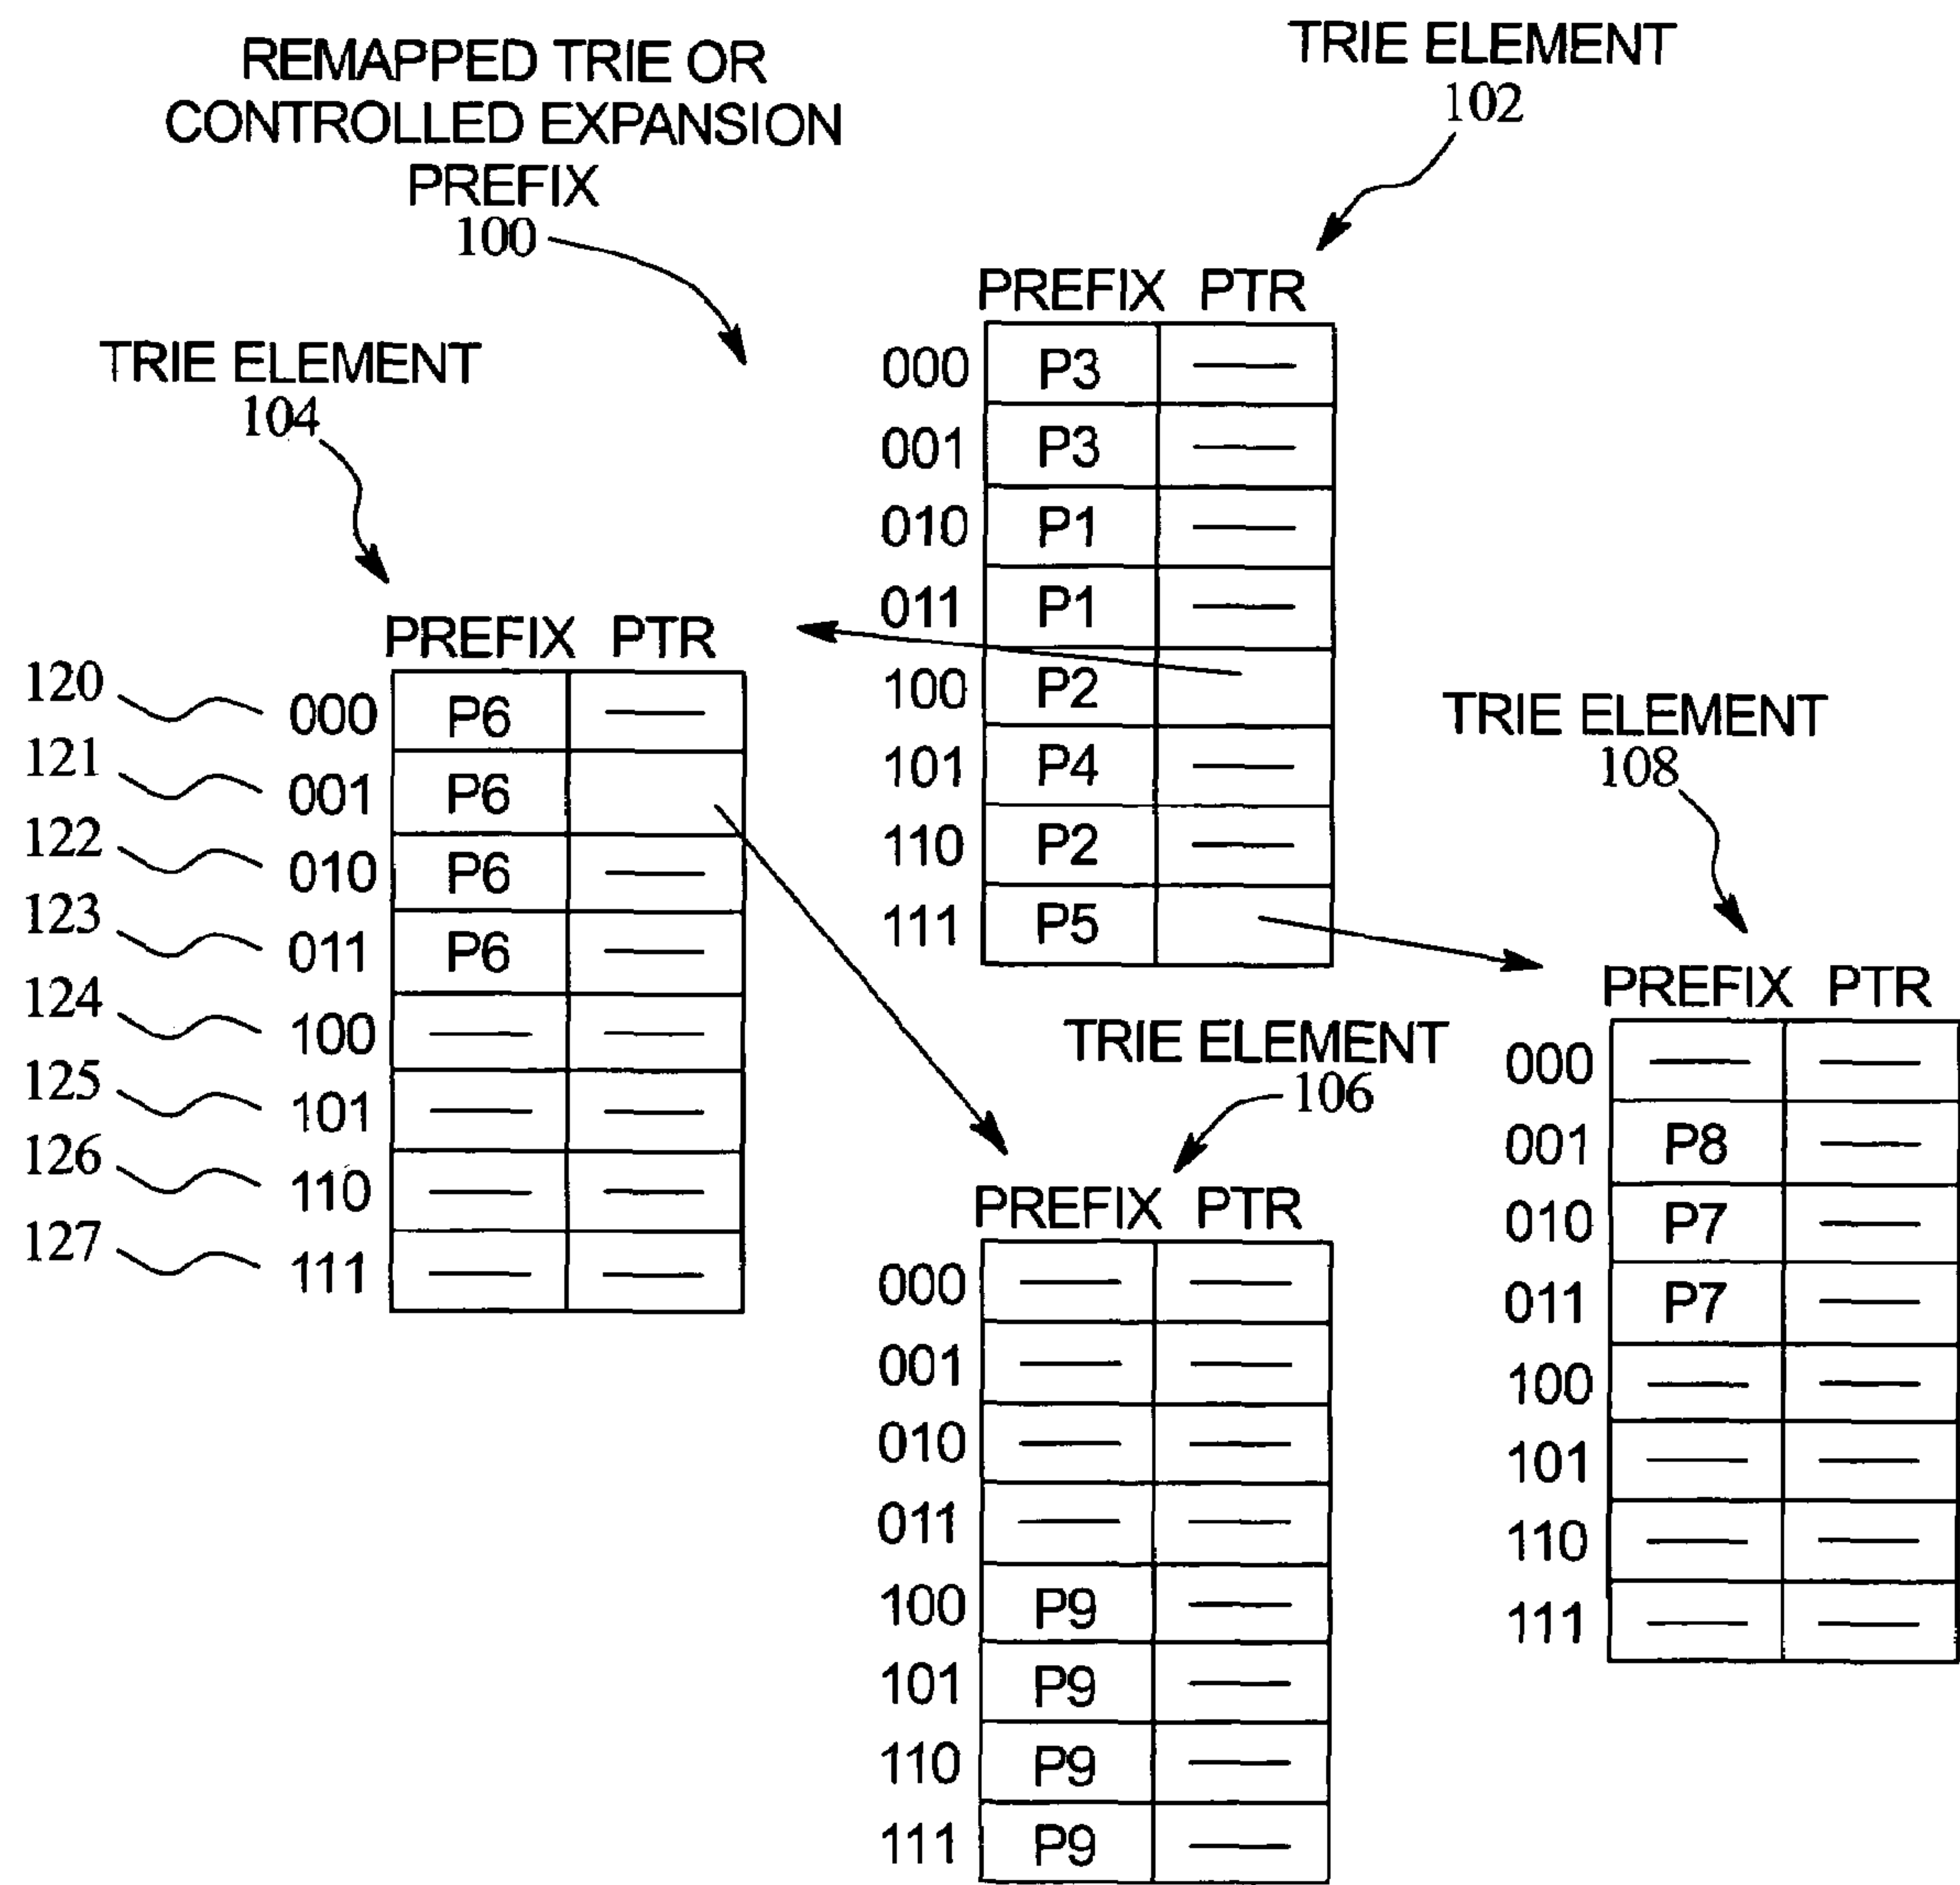 REMAPPED TRIE OR
CONTROLLED EXPANSION
PREFIX
100
TRIE ELEMENT
102
PREFIX PTR
000 P3 —
001 P3 —
010 P1 —
011 P1 —
100 P2
101 P4 —
110 P2 —
111 P5
TRIE ELEMENT
104
PREFIX PTR
120 000 P6 —
121 001 P6
122 010 P6 —
123 011 P6 —
124 100 — —
125 101 — —
126 110 — —
127 111 — —
TRIE ELEMENT
106
PREFIX PTR
000 — —
001 — —
010 — —
011 — —
100 P9 —
101 P9 —
110 P9 —
111 P9 —
TRIE ELEMENT
108
PREFIX PTR
000 — —
001 P8 —
010 P7 —
011 P7 —
100 — —
101 — —
110 — —
111 — —